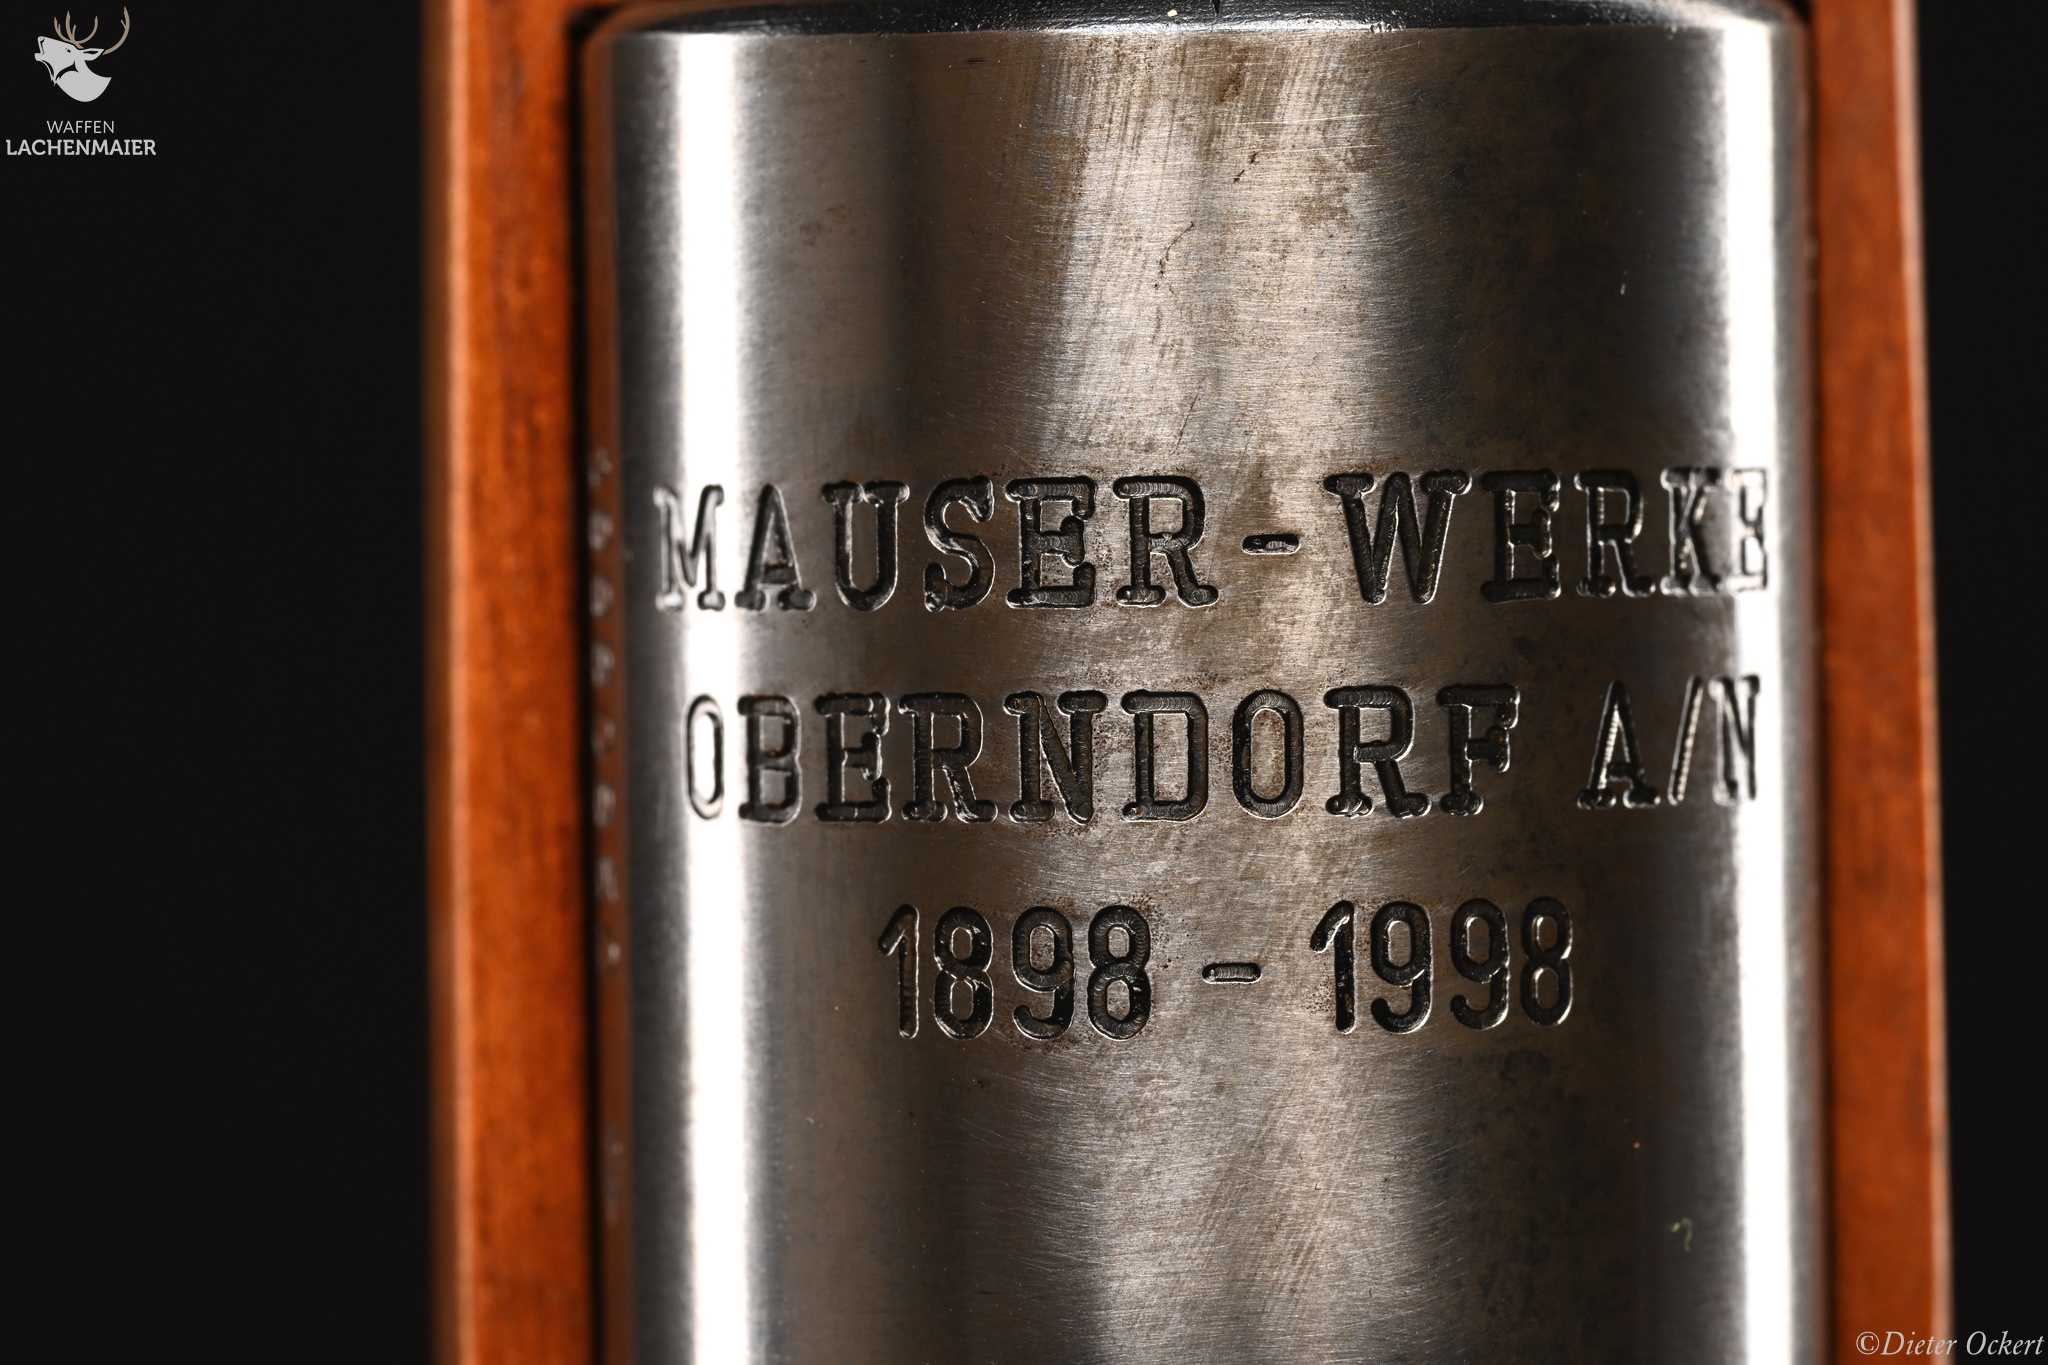 WAFFEN
LACHENMAIER
MAUSER-WERKE
OBERNDORF A/N
1898 - 1998
©Dieter Ockert